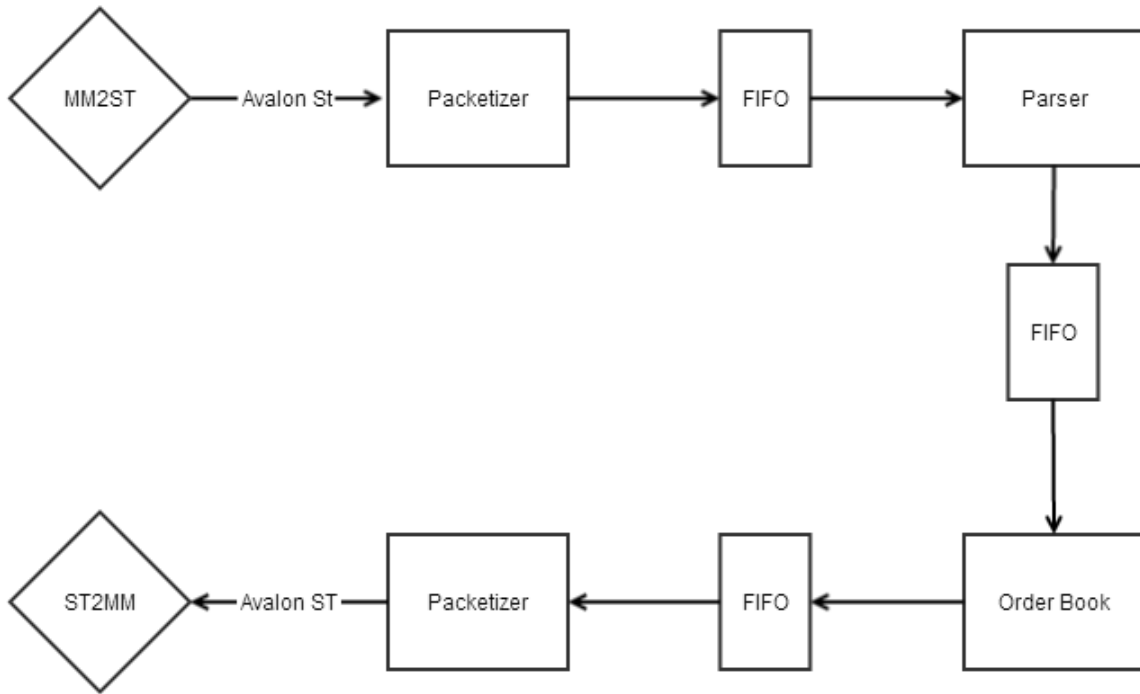 MM2ST
Avalon St
Packetizer
FIFO
Parser
FIFO
ST2MM
Avalon ST
Packetizer
FIFO
Order Book